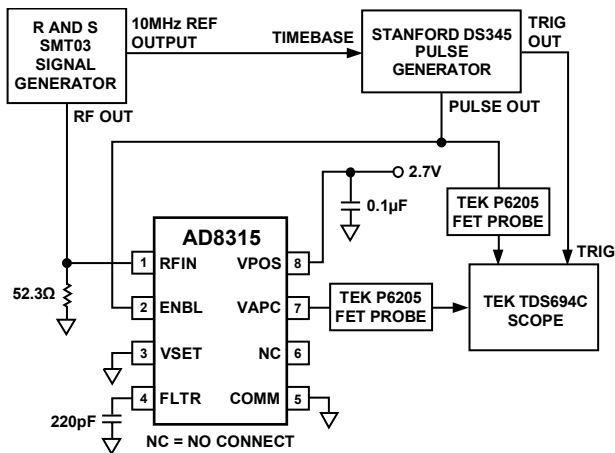 R AND S
SMT03
SIGNAL
GENERATOR
10MHz REF
OUTPUT
TIMEBASE
STANFORD DS345
PULSE
GENERATOR
TRIG
OUT
RF OUT
PULSE OUT
2.7V
0.1µF
TEK P6205
FET PROBE
TRIG
AD8315
1 RFIN VPOS 8
52.3Ω
2 ENBL VAPC 7
TEK P6205
FET PROBE
TEK TDS694C
SCOPE
3 VSET NC 6
4 FLTR COMM 5
220pF
NC = NO CONNECT